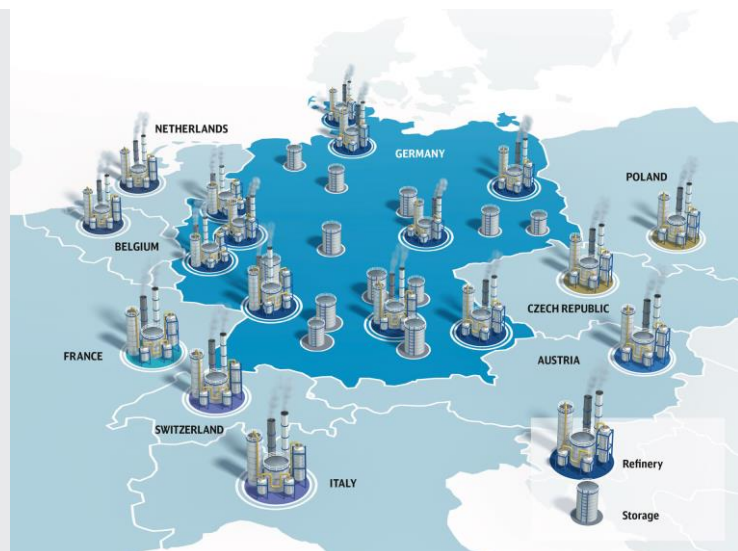 NETHERLANDS
GERMANY
POLAND
BELGIUM
CZECH REPUBLIC
FRANCE
AUSTRIA
SWITZERLAND
Refinery
ITALY
Storage